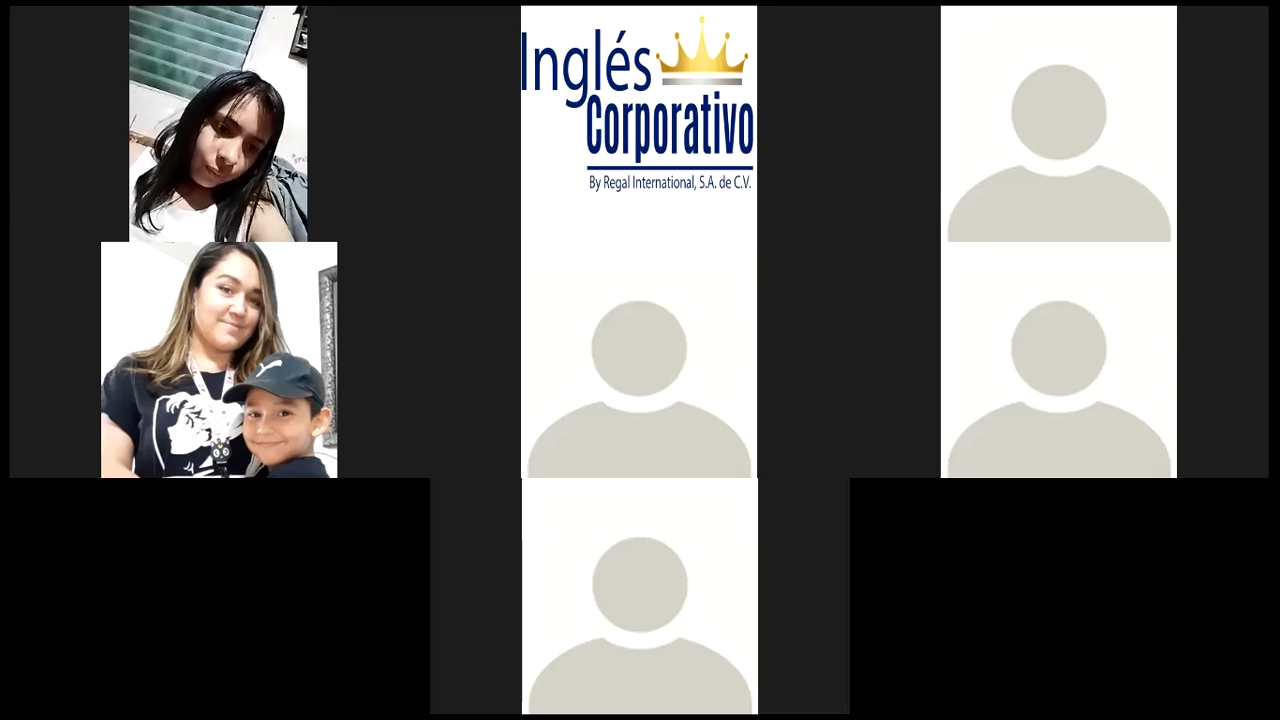 Inglés
Corporativo
By Regal International, S.A. de C.V.